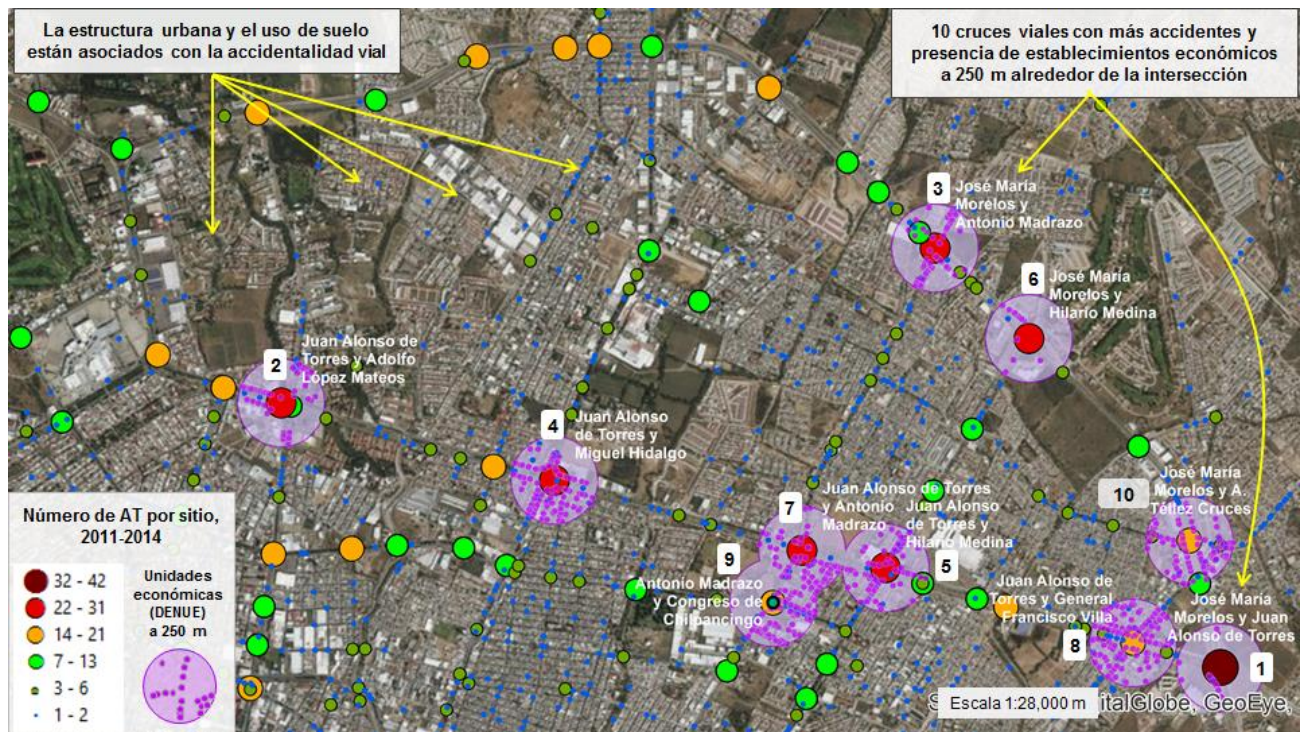 La estructura urbana y el uso de suelo
están asociados con la accidentalidad vial
10 cruces viales con más accidentes y
presencia de establecimientos económicos
a 250 m alrededor de la intersección
3
José María
Morelos y
Antonio Madrazo
6
José María
Morelos y
Hilario Medina
2
Juan Alonso de
Torres y Adolfo
López Mateos
4
Juan Alonso
de Torres y
Miguel Hidalgo
7
Juan Alonso de Torres
y Antonio
Madrazo
Juan Alonso
de Torres y
Hilario Medina
5
10
José María
Morelos y A.
Téllez Cruces
9
Antonio Madrazo
y Congreso de
Chilpancingo
Juan Alonso de
Torres y General
Francisco Villa
8
José María
Morelos y Juan
Alonso de Torres
1
Número de AT por sitio,
2011-2014
32 - 42
22 - 31
14 - 21
7 - 13
3 - 6
1 - 2
Unidades
económicas
(DENUE)
a 250 m
Escala 1:28,000 m
italGlobe, GeoEye,